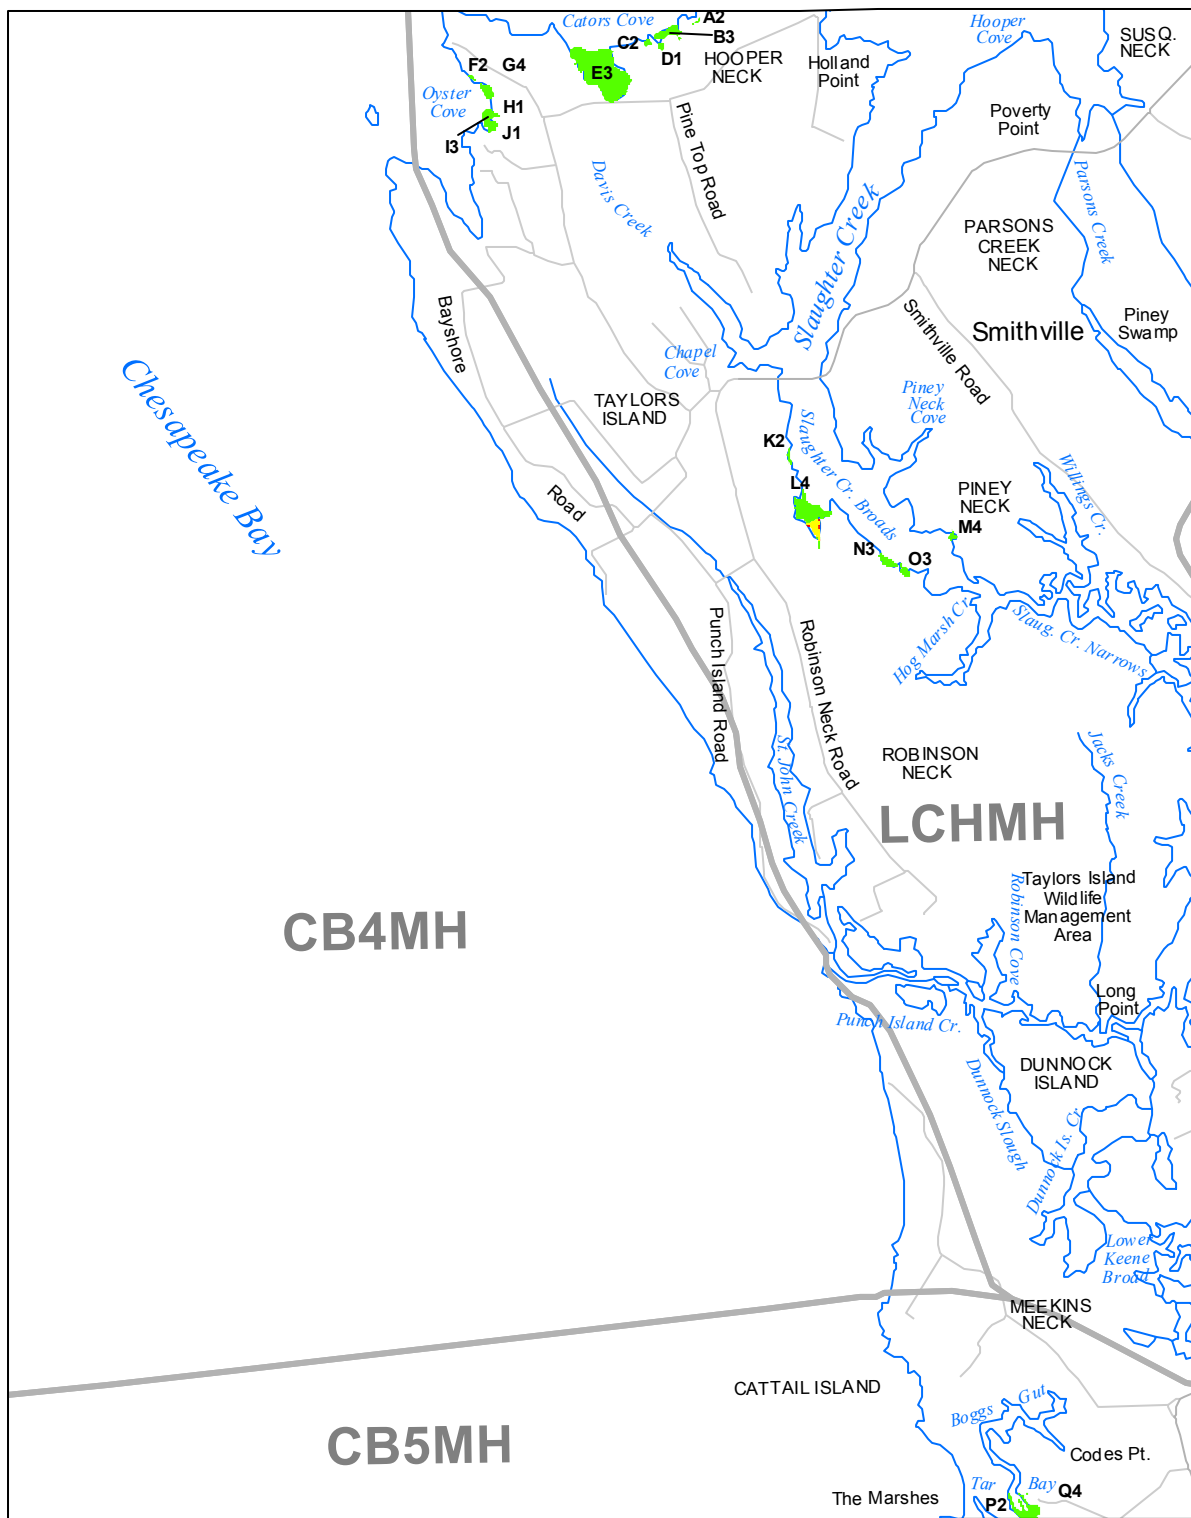 Cators Cove
A2
B3
C2
D1
E3
HOOPER
NECK
Holland
Point
Hooper
Cove
SUSQ.
NECK
F2
G4
Oyster
Cove
H1
I3
J1
Pine Top Road
Poverty
Point
Davis Creek
Slaughter Creek
Parsons Creek
PARSONS
CREEK
NECK
Smithville
Piney
Swamp
Smithville Road
Bayshore
Road
Chesapeake Bay
Chapel
Cove
TAYLORS
ISLAND
Piney
Neck
Cove
K2
Slaughter Cr. Broads
L4
Willings Cr.
PINEY
NECK
M4
N3
O3
Hog Marsh Cr.
Slaug. Cr. Narrows
Punch Island Road
Robinson Neck Road
St. John Creek
ROBINSON
NECK
Jacks Creek
LCHMH
Taylors Island
Wildlife
Management
Area
Robinson Cove
CB4MH
Long
Point
Punch Island Cr.
DUNNOCK
ISLAND
Dunnock Slough
Dunnock Is. Cr.
Lower
Keene
Broad
MEEKINS
NECK
CATTAIL ISLAND
CB5MH
Boggs Gut
Codes Pt.
The Marshes
Tar Bay
P2
Q4